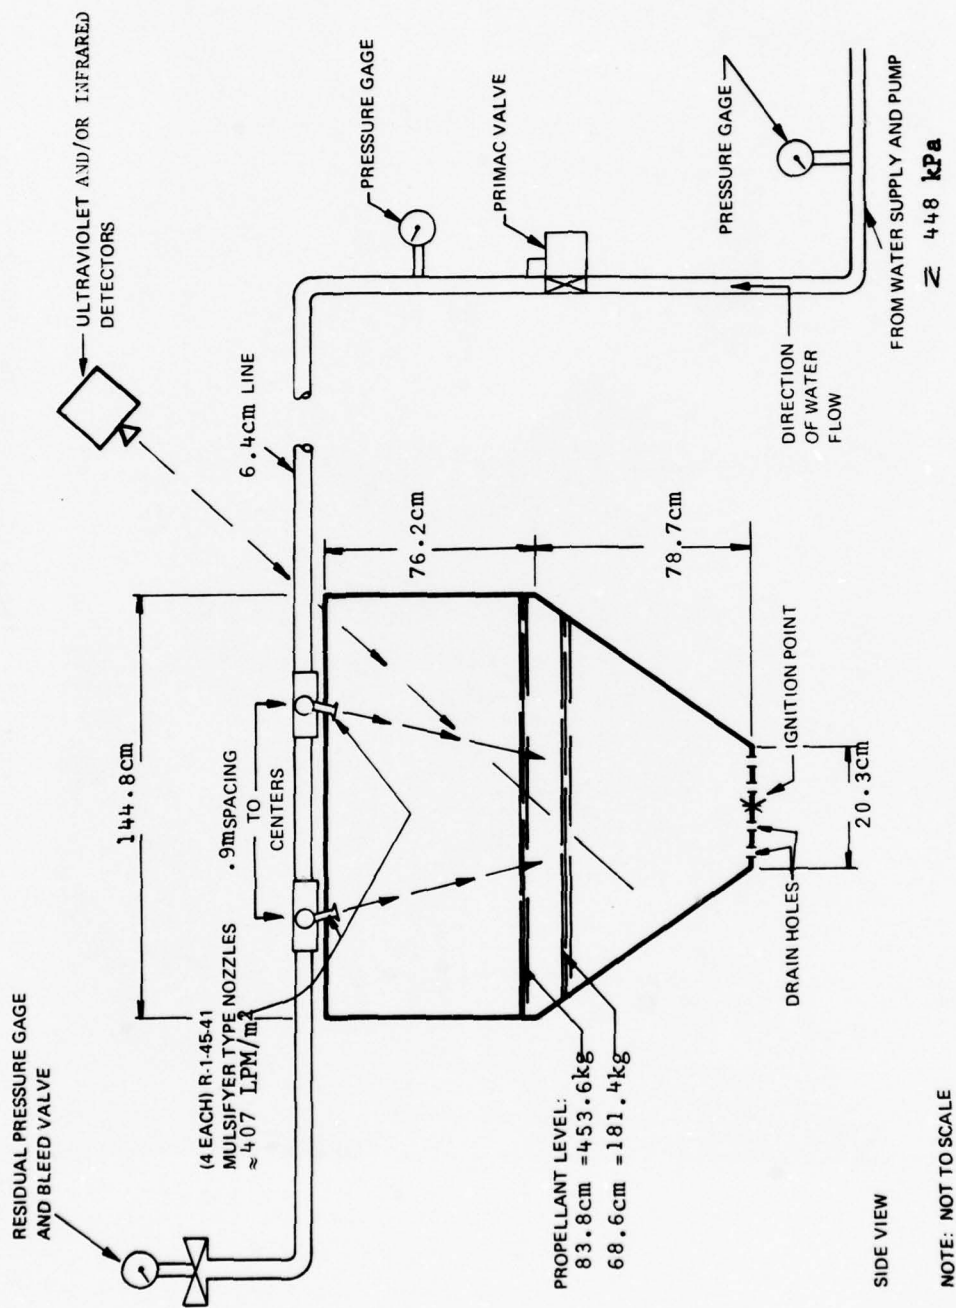 RESIDUAL PRESSURE GAGE
AND BLEED VALVE
(4 EACH) R-1-45-41
MULSIFYER TYPE NOZZLES
≈407 LPM/m²
144.8cm
.9m SPACING
TO
CENTERS
6.4cm LINE
ULTRAVIOLET AND/OR INFRARED
DETECTORS
PRESSURE GAGE
PRIMAC VALVE
PRESSURE GAGE
76.2cm
78.7cm
DIRECTION
OF WATER
FLOW
FROM WATER SUPPLY AND PUMP
≥ 448 kPa
PROPELLANT LEVEL:
83.8cm =453.6kg
68.6cm =181.4kg
DRAIN HOLES
IGNITION POINT
20.3cm
SIDE VIEW
NOTE: NOT TO SCALE